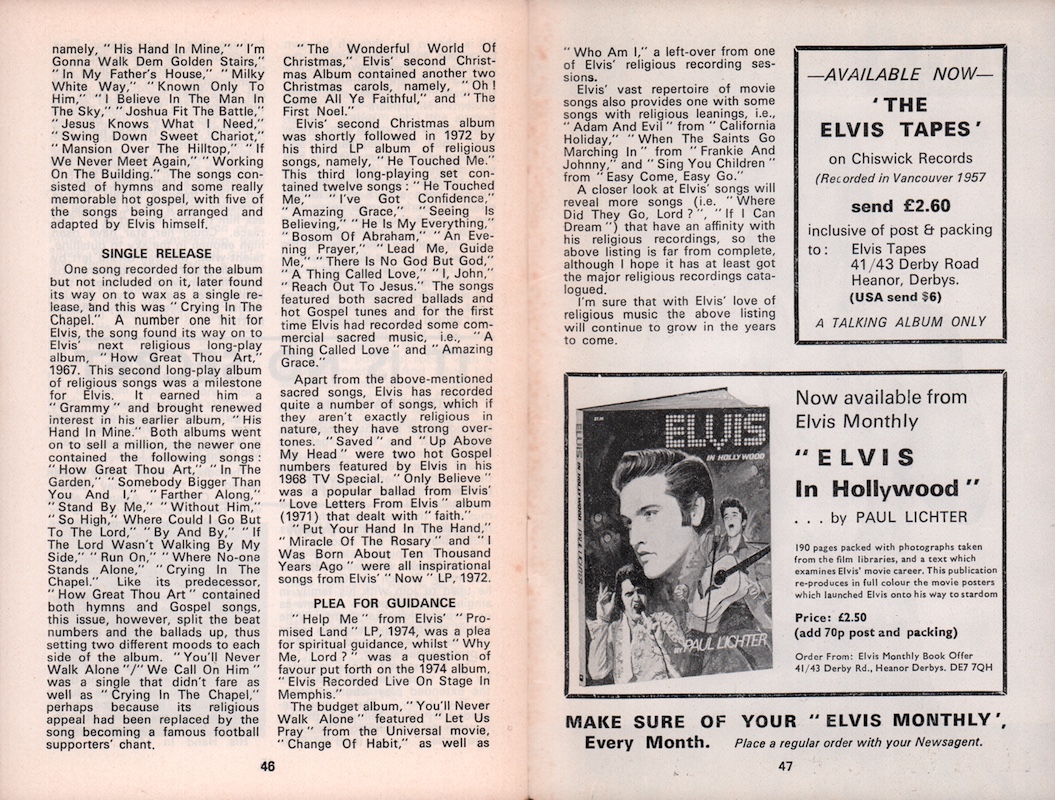 namely, "His Hand In Mine," "I'm
Gonna Walk Dem Golden Stairs,"
"In My Father's House," "Milky
White Way," "Known Only To
Him," "I Believe In The Man In
The Sky," "Joshua Fit The Battle,"
"Jesus Knows What I Need,"
"Swing Down Sweet Chariot,"
"Mansion Over The Hilltop," "If
We Never Meet Again," "Working
On The Building." The songs con-
sisted of hymns and some really
memorable hot gospel, with five of
the songs being arranged and
adapted by Elvis himself.
SINGLE RELEASE
One song recorded for the album
but not included on it, later found
its way on to wax as a single re-
lease, and this was "Crying In The
Chapel." A number one hit for
Elvis, the song found its way on to
Elvis' next religious long-play
album, "How Great Thou Art,"
1967. This second long-play album
of religious songs was a milestone
for Elvis. It earned him a
"Grammy" and brought renewed
interest in his earlier album, "His
Hand In Mine." Both albums went
on to sell a million, the newer one
contained the following songs:
"How Great Thou Art," "In The
Garden," "Somebody Bigger Than
You And I," "Farther Along,"
"Stand By Me," "Without Him,"
"So High," Where Could I Go But
To The Lord," "By And By," "If
The Lord Wasn't Walking By My
Side," "Run On," "Where No-one
Stands Alone," "Crying In The
Chapel." Like its predecessor,
"How Great Thou Art" contained
both hymns and Gospel songs,
this issue, however, split the beat
numbers and the ballads up, thus
setting two different moods to each
side of the album. "You'll Never
Walk Alone"/"We Call On Him"
was a single that didn't fare as
well as "Crying In The Chapel,"
perhaps because its religious
appeal had been replaced by the
song becoming a famous football
supporters' chant.
"The Wonderful World Of
Christmas," Elvis' second Christ-
mas Album contained another two
Christmas carols, namely, "Oh!
Come All Ye Faithful," and "The
First Noel."
Elvis' second Christmas album
was shortly followed in 1972 by
his third LP album of religious
songs, namely, "He Touched Me."
This third long-playing set con-
tained twelve songs: "He Touched
Me," "I've Got Confidence,"
"Amazing Grace," "Seeing Is
Believing," "He Is My Everything,"
"Bosom Of Abraham," "An Eve-
ning Prayer," "Lead Me, Guide
Me," "There Is No God But God,"
"A Thing Called Love," "I, John,"
"Reach Out To Jesus." The songs
featured both sacred ballads and
hot Gospel tunes and for the first
time Elvis had recorded some com-
mercial sacred music, i.e., "A
Thing Called Love" and "Amazing
Grace."
Apart from the above-mentioned
sacred songs, Elvis has recorded
quite a number of songs, which if
they aren't exactly religious in
nature, they have strong over-
tones. "Saved" and "Up Above
My Head" were two hot Gospel
numbers featured by Elvis in his
1968 TV Special. "Only Believe"
was a popular ballad from Elvis'
"Love Letters From Elvis" album
(1971) that dealt with "faith."
"Put Your Hand In The Hand,"
"Miracle Of The Rosary" and "I
Was Born About Ten Thousand
Years Ago" were all inspirational
songs from Elvis' "Now" LP, 1972.
PLEA FOR GUIDANCE
"Help Me" from Elvis' "Pro-
mised Land" LP, 1974, was a plea
for spiritual guidance, whilst "Why
Me, Lord?" was a question of
favour put forth on the 1974 album,
"Elvis Recorded Live On Stage In
Memphis."
The budget album, "You'll Never
Walk Alone" featured "Let Us
Pray" from the Universal movie,
"Change Of Habit," as well as
46
"Who Am I," a left-over from one
of Elvis' religious recording ses-
sions.
Elvis' vast repertoire of movie
songs also provides one with some
songs with religious leanings, i.e.,
"Adam And Evil" from "California
Holiday," "When The Saints Go
Marching In" from "Frankie And
Johnny," and "Sing You Children"
from "Easy Come, Easy Go."
A closer look at Elvis' songs will
reveal more songs (i.e. "Where
Did They Go, Lord?", "If I Can
Dream") that have an affinity with
his religious recordings, so the
above listing is far from complete,
although I hope it has at least got
the major religious recordings cata-
logued.
I'm sure that with Elvis' love of
religious music the above listing
will continue to grow in the years
to come.
—AVAILABLE NOW—
'THE
ELVIS TAPES'
on Chiswick Records
(Recorded in Vancouver 1957
send £2.60
inclusive of post & packing
to: Elvis Tapes
41/43 Derby Road
Heanor, Derbys.
(USA send $6)
A TALKING ALBUM ONLY
ELVIS
IN HOLLYWOOD
ELVIS IN HOLLYWOOD PAUL LICHTER
BY PAUL LICHTER
Now available from
Elvis Monthly
"ELVIS
In Hollywood"
. . . by PAUL LICHTER
190 pages packed with photographs taken
from the film libraries, and a text which
examines Elvis' movie career. This publication
re-produces in full colour the movie posters
which launched Elvis onto his way to stardom
Price: £2.50
(add 70p post and packing)
Order From: Elvis Monthly Book Offer
41/43 Derby Rd., Heanor Derbys. DE7 7QH
MAKE SURE OF YOUR "ELVIS MONTHLY',
Every Month. Place a regular order with your Newsagent.
47